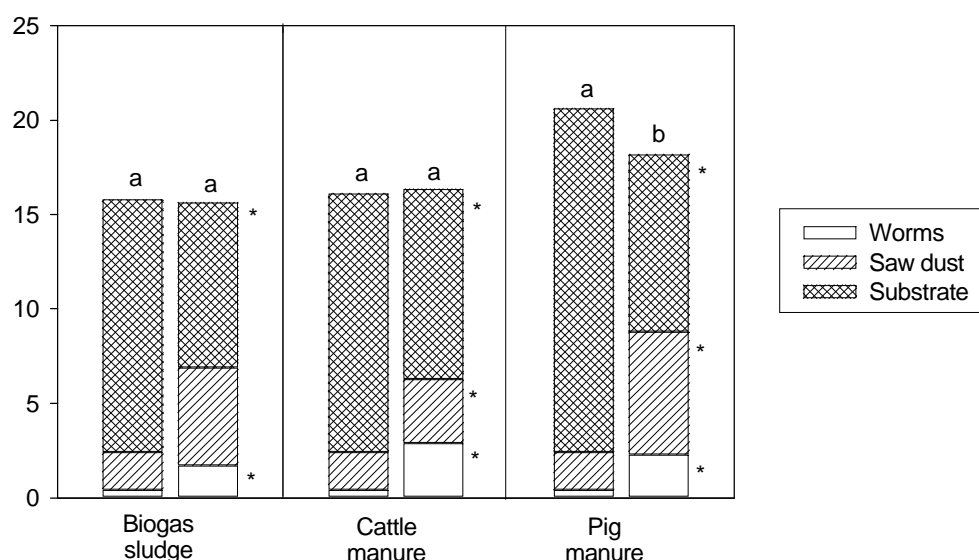 25
20
15
10
5
0
a
a
*
*
a
a
*
*
*
a
b
*
*
*
Biogas
sludge
Cattle
manure
Pig
manure
Worms
Saw dust
Substrate